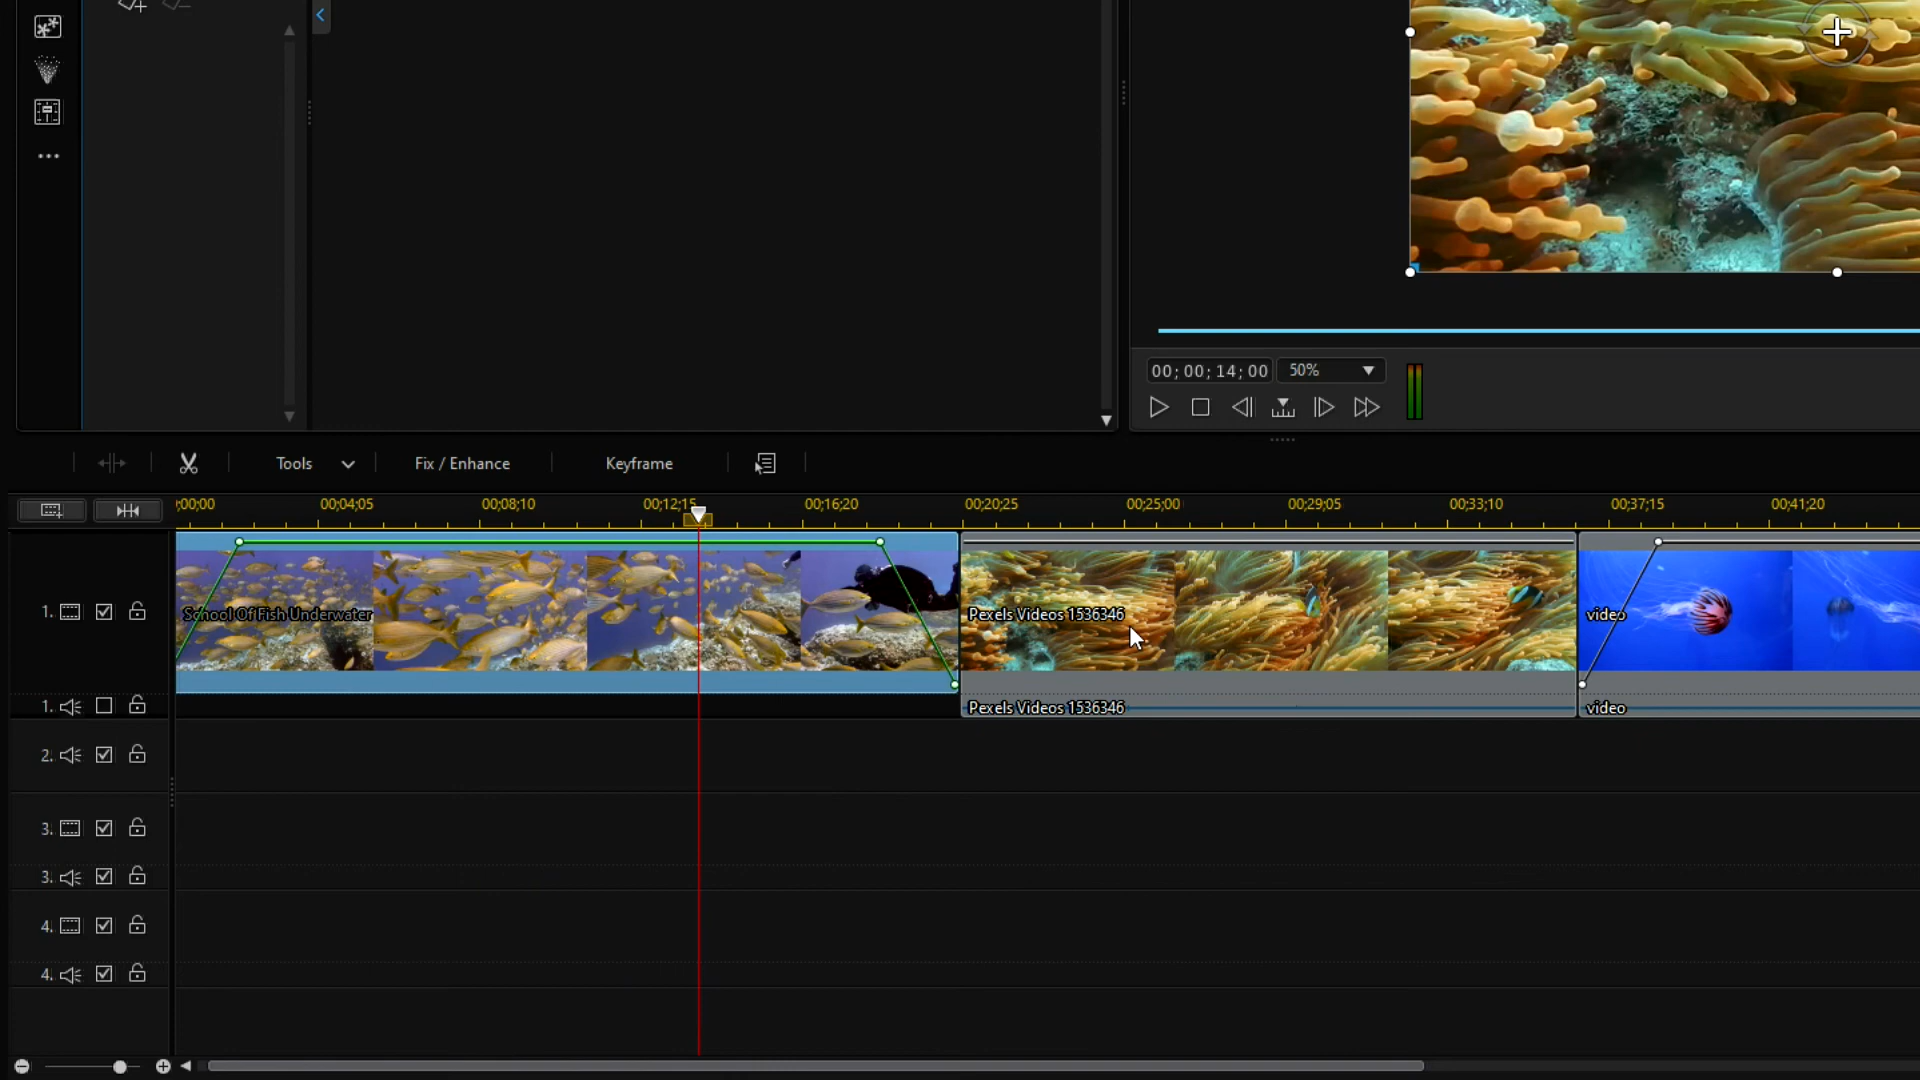 00; 00; 14; 00 50%
Tools Fix / Enhance Keyframe
;00;00 00;04;05 00;08;10 00;12;15 00;16;20 00;20;25 00;25;00 00;29;05 00;33;10 00;37;15 00;41;20
1. School Of Fish Underwater Pexels Videos 1536346 video
1. Pexels Videos 1536346 video
2.
3.
3.
4.
4.